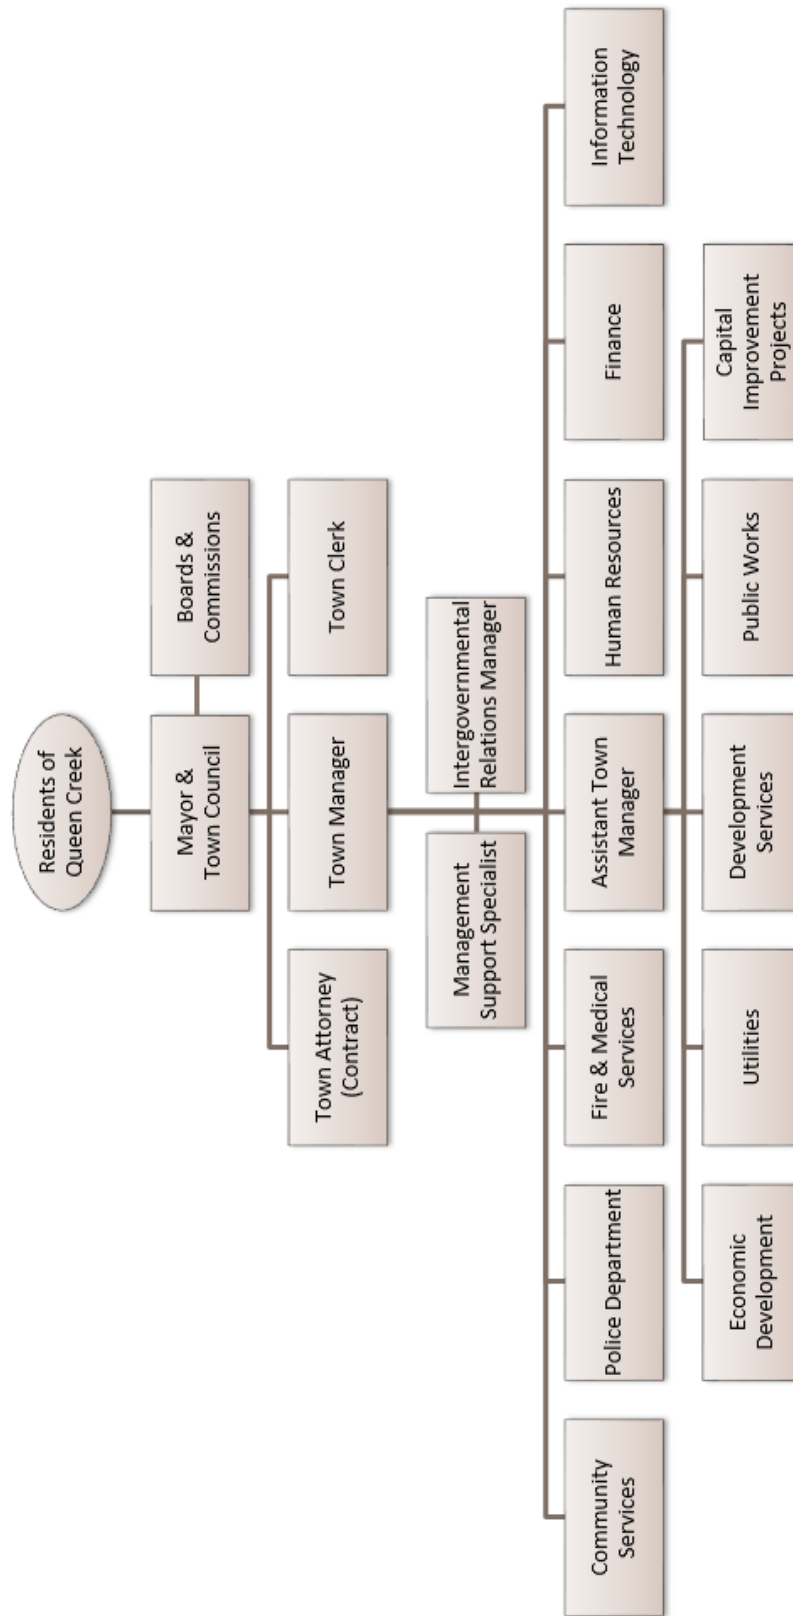 Residents of
Queen Creek
Mayor &
Town Council
Boards &
Commissions
Town Attorney
(Contract)
Town Manager
Town Clerk
Management
Support Specialist
Intergovernmental
Relations Manager
Community
Services
Police Department
Fire & Medical
Services
Assistant Town
Manager
Human Resources
Finance
Information
Technology
Economic
Development
Utilities
Development
Services
Public Works
Capital
Improvement
Projects